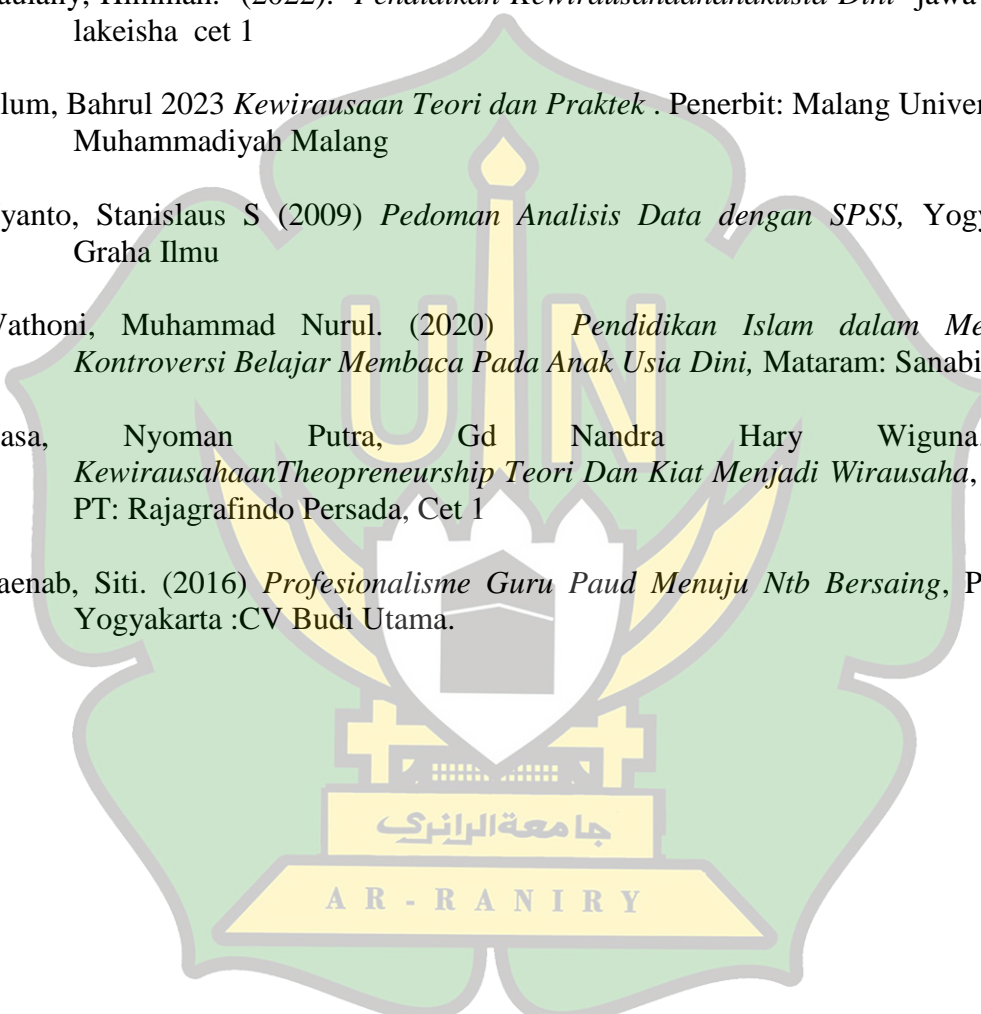 lakeisha cet 1
lum, Bahrul 2023 Kewirausaan Teori dan Praktek . Penerbit: Malang Univer
Muhammadiyah Malang
yanto, Stanislaus S (2009) Pedoman Analisis Data dengan SPSS, Yogy
Graha Ilmu
Vathoni, Muhammad Nurul. (2020) Pendidikan Islam dalam Me
Kontroversi Belajar Membaca Pada Anak Usia Dini, Mataram: Sanabi
asa, Nyoman Putra, Gd Nandra Hary Wiguna.
KewirausahaanTheopreneurship Teori Dan Kiat Menjadi Wirausaha,
PT: Rajagrafindo Persada, Cet 1
aenab, Siti. (2016) Profesionalisme Guru Paud Menuju Ntb Bersaing, P
Yogyakarta :CV Budi Utama.
UIN
جامعة الرانري
AR-RANIRY